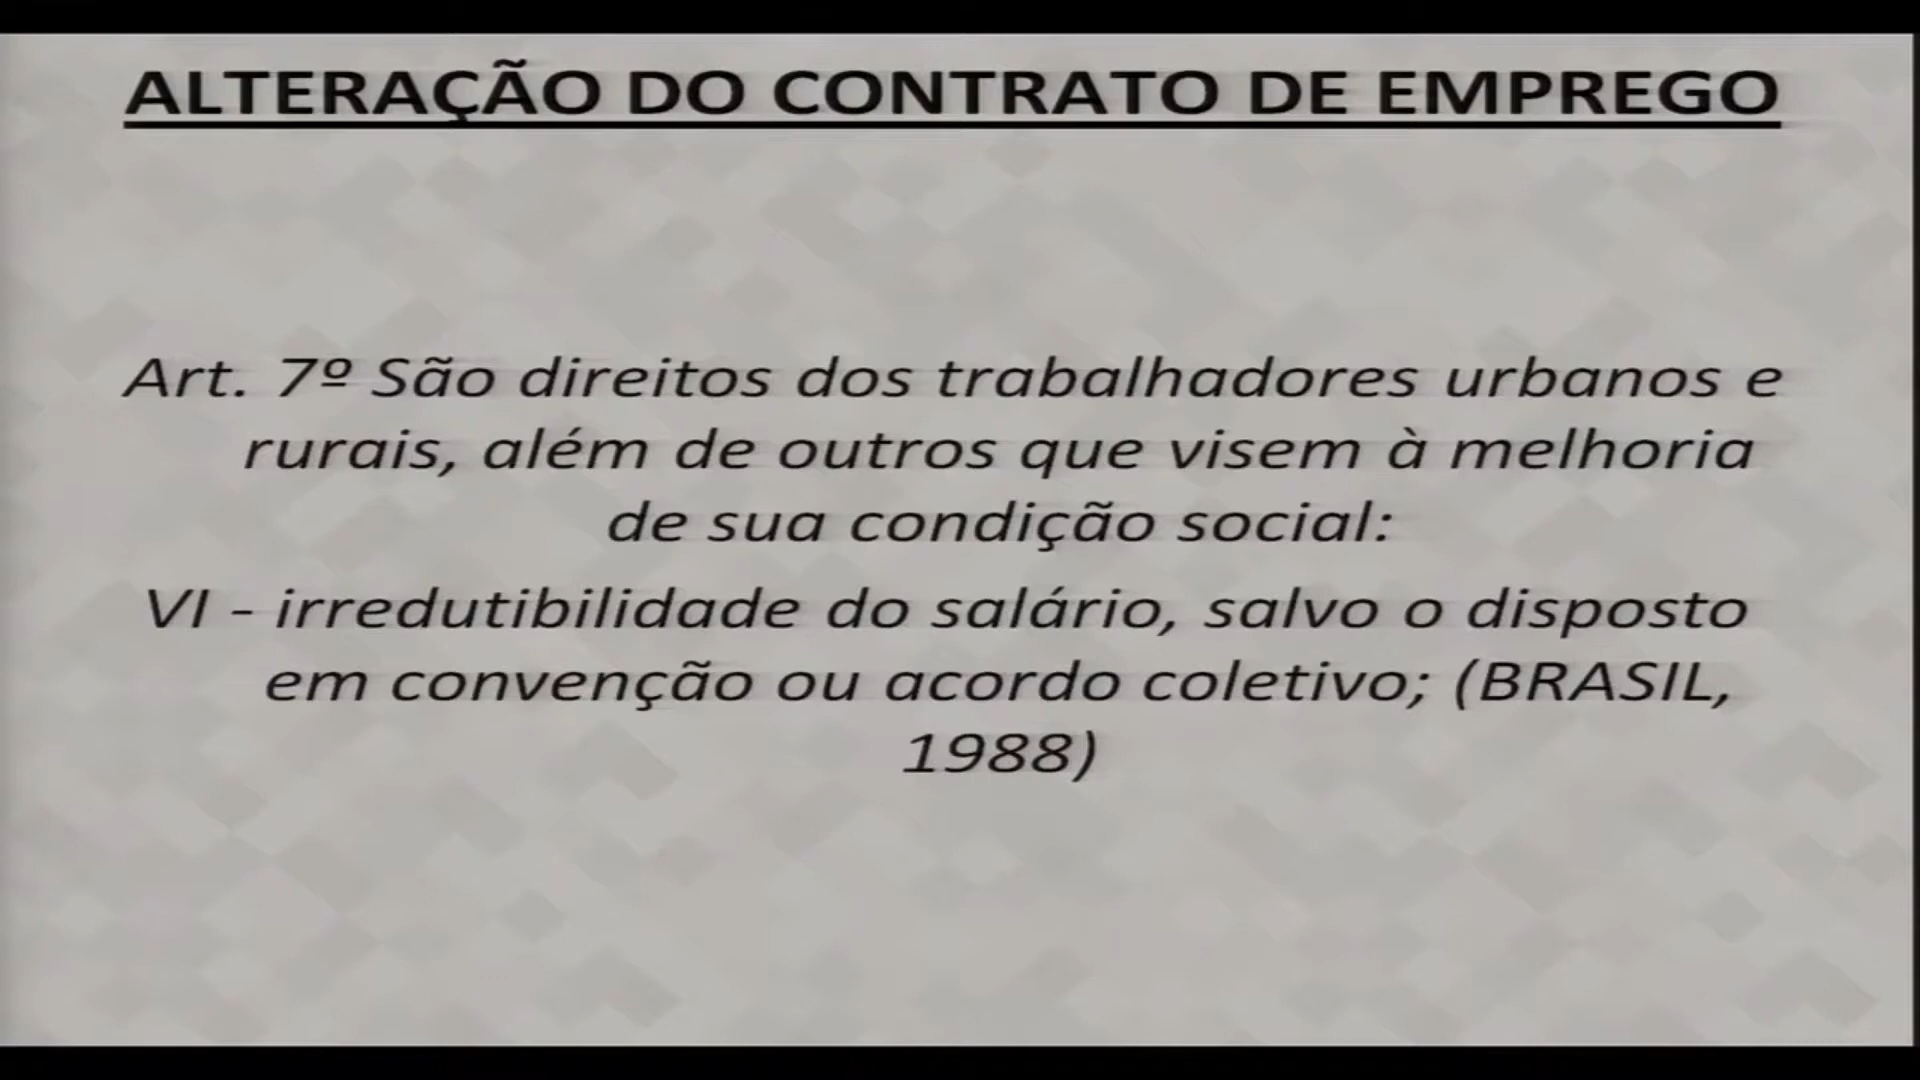 ALTERAÇÃO DO CONTRATO DE EMPREGO
Art. 7º São direitos dos trabalhadores urbanos e
rurais, além de outros que visem à melhoria
de sua condição social:
VI - irredutibilidade do salário, salvo o disposto
em convenção ou acordo coletivo; (BRASIL,
1988)